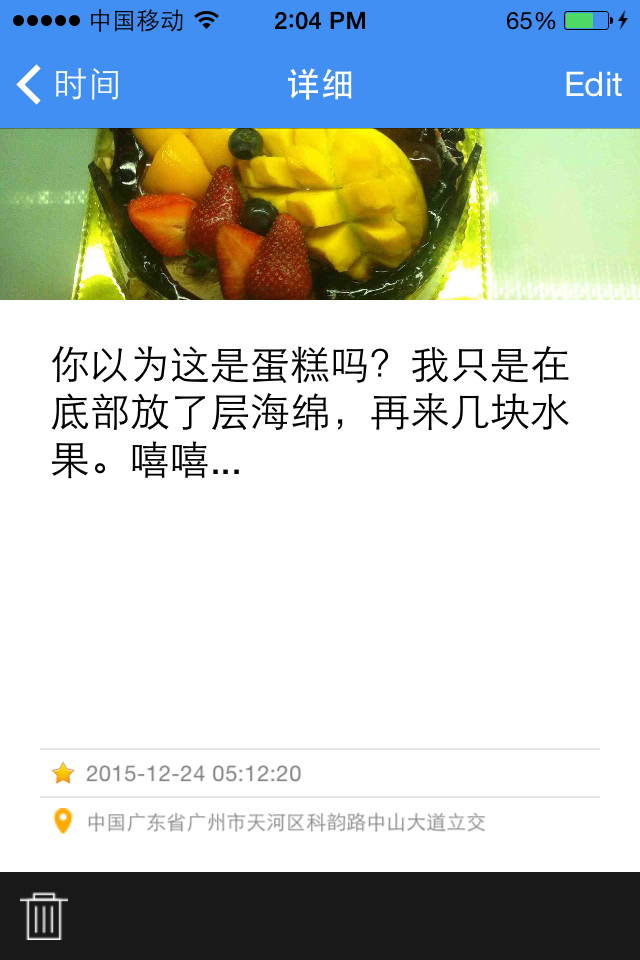 中国移动 2:04 PM 65%
时间 详细 Edit
你以为这是蛋糕吗？我只是在
底部放了层海绵，再来几块水
果。嘻嘻...
2015-12-24 05:12:20
中国广东省广州市天河区科韵路中山大道立交